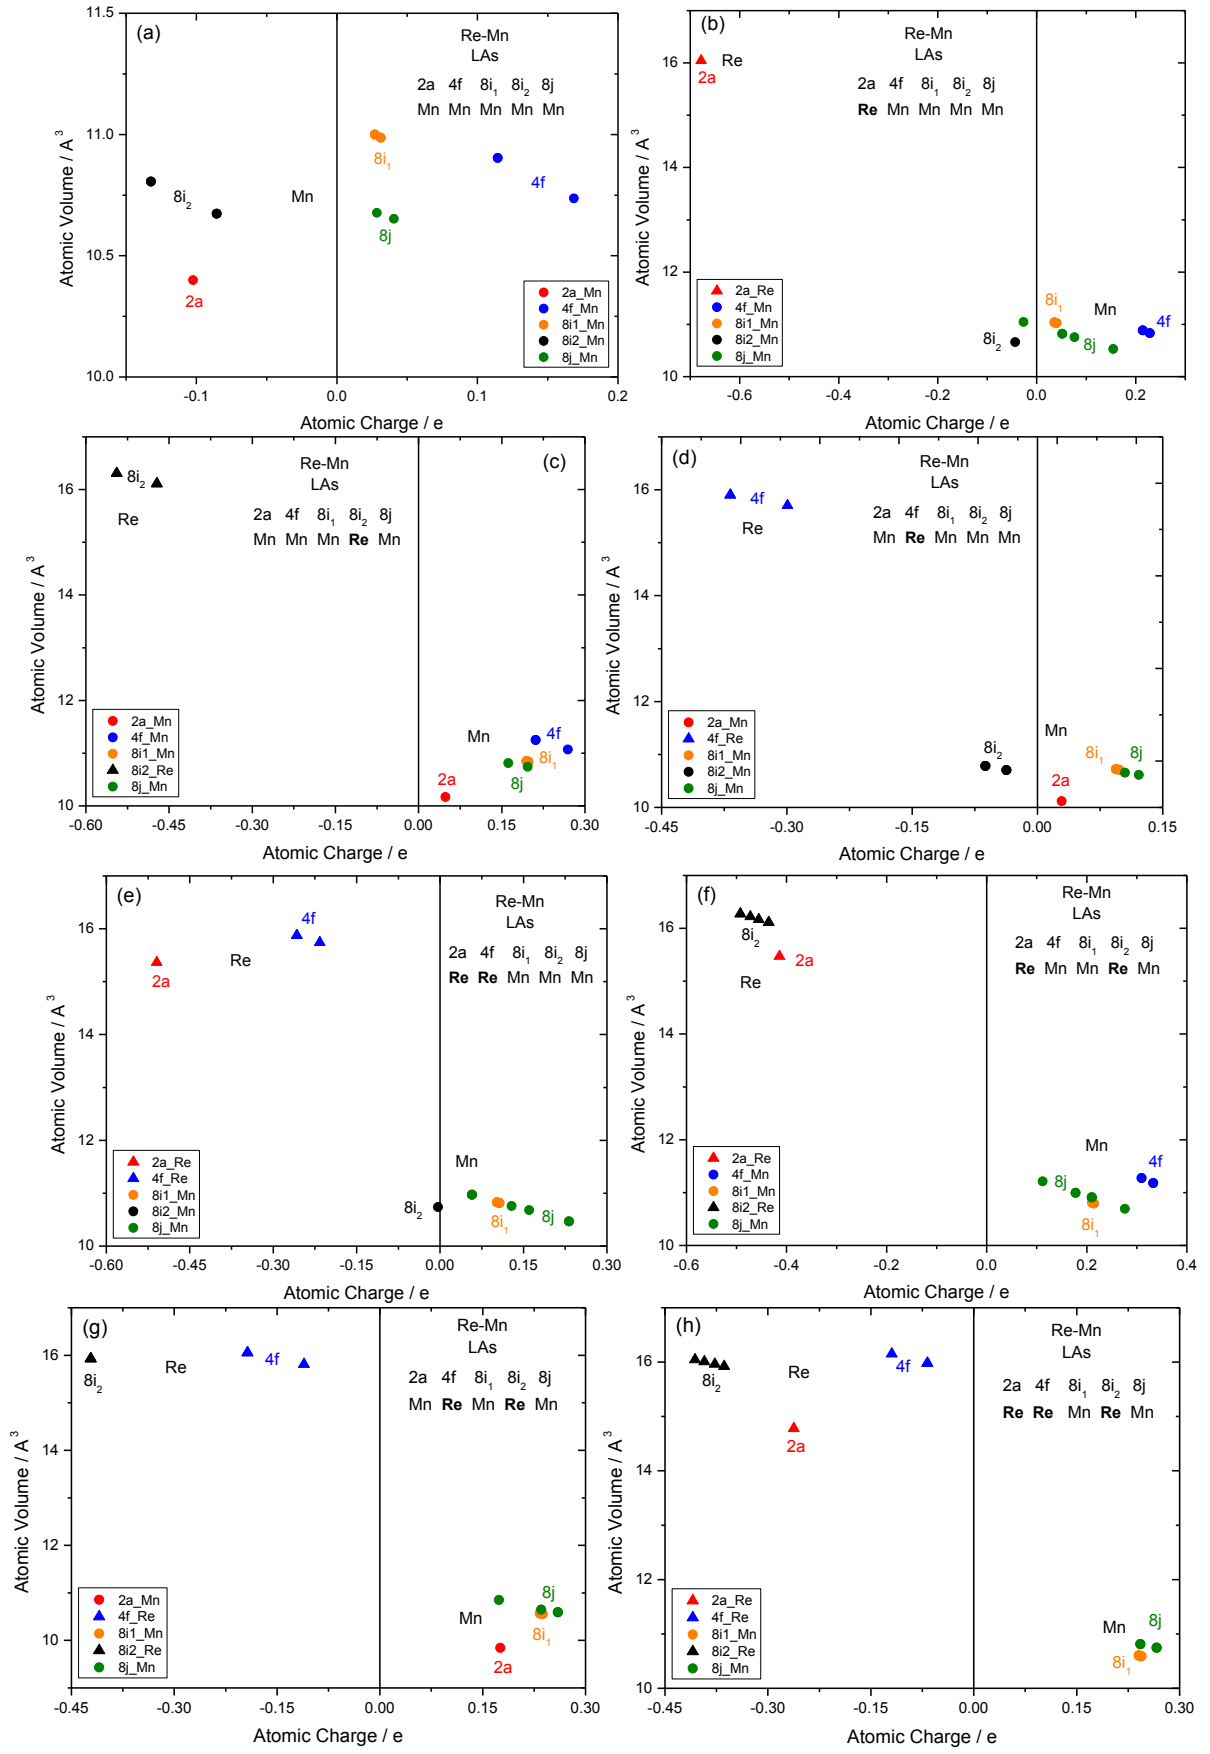 (a)
Re-Mn
LAs
2a 4f 8i₁ 8i₂ 8j
Mn Mn Mn Mn Mn
11.5
11.0
10.5
10.0
8i₁
4f
8i₂
Mn
8j
2a
2a_Mn
4f_Mn
8i1_Mn
8i2_Mn
8j_Mn
-0.1 0.0 0.1 0.2
Atomic Charge / e
Atomic Volume / A³
(b)
Re-Mn
LAs
2a 4f 8i₁ 8i₂ 8j
Re Mn Mn Mn Mn
16
14
12
10
Re
2a
8i₁
Mn
4f
8i₂
8j
2a_Re
4f_Mn
8i1_Mn
8i2_Mn
8j_Mn
-0.6 -0.4 -0.2 0.0 0.2
Atomic Charge / e
Atomic Volume / A³
(c)
Re-Mn
LAs
2a 4f 8i₁ 8i₂ 8j
Mn Mn Mn Re Mn
16
14
12
10
8i₂
Re
Mn
4f
8i₁
8j
2a
2a_Mn
4f_Mn
8i1_Mn
8i2_Re
8j_Mn
-0.60 -0.45 -0.30 -0.15 0.00 0.15 0.30
Atomic Charge / e
Atomic Volume / A³
(d)
Re-Mn
LAs
2a 4f 8i₁ 8i₂ 8j
Mn Re Mn Mn Mn
16
14
12
10
4f
Re
Mn
8i₂
8i₁
8j
2a
2a_Mn
4f_Re
8i1_Mn
8i2_Mn
8j_Mn
-0.45 -0.30 -0.15 0.00 0.15
Atomic Charge / e
Atomic Volume / A³
(e)
Re-Mn
LAs
2a 4f 8i₁ 8i₂ 8j
Re Re Mn Mn Mn
16
14
12
10
4f
Re
2a
Mn
8i₂
8i₁
8j
2a_Re
4f_Re
8i1_Mn
8i2_Mn
8j_Mn
-0.60 -0.45 -0.30 -0.15 0.00 0.15 0.30
Atomic Charge / e
Atomic Volume / A³
(f)
Re-Mn
LAs
2a 4f 8i₁ 8i₂ 8j
Re Mn Mn Re Mn
16
14
12
10
8i₂
2a
Re
Mn
4f
8j
8i₁
2a_Re
4f_Mn
8i1_Mn
8i2_Re
8j_Mn
-0.6 -0.4 -0.2 0.0 0.2 0.4
Atomic Charge / e
Atomic Volume / A³
(g)
Re-Mn
LAs
2a 4f 8i₁ 8i₂ 8j
Mn Re Mn Re Mn
16
14
12
10
8i₂
Re
4f
8j
Mn
8i₁
2a
2a_Mn
4f_Re
8i1_Mn
8i2_Re
8j_Mn
-0.45 -0.30 -0.15 0.00 0.15 0.30
Atomic Charge / e
Atomic Volume / A³
(h)
Re-Mn
LAs
2a 4f 8i₁ 8i₂ 8j
Re Re Mn Re Mn
16
14
12
10
8i₂
Re
4f
2a
8j
Mn
8i₁
2a_Re
4f_Re
8i1_Mn
8i2_Re
8j_Mn
-0.45 -0.30 -0.15 0.00 0.15 0.30
Atomic Charge / e
Atomic Volume / A³